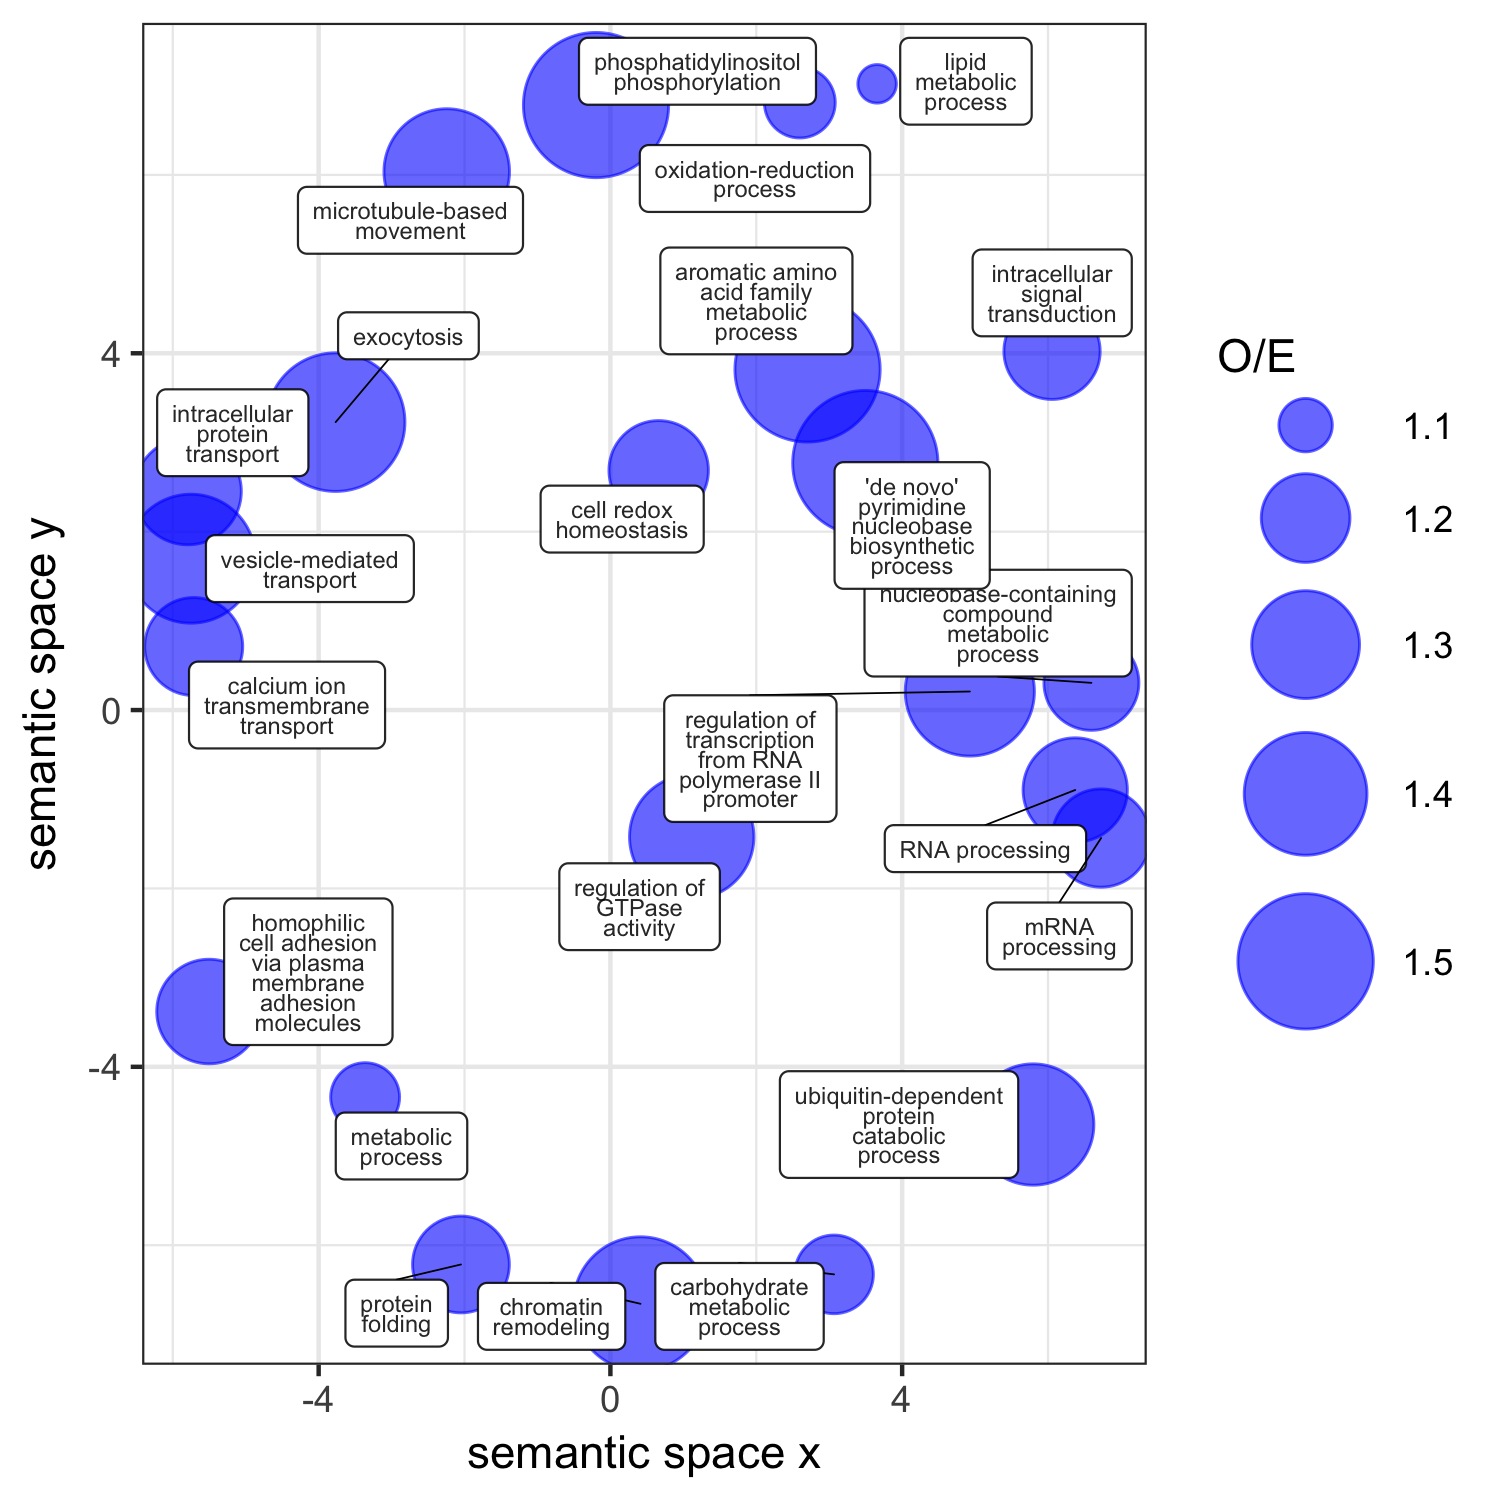 phosphatidylinositol
phosphorylation
lipid
metabolic
process
oxidation-reduction
process
microtubule-based
movement
aromatic amino
acid family
metabolic
process
intracellular
signal
transduction
exocytosis
intracellular
protein
transport
cell redox
homeostasis
'de novo'
pyrimidine
nucleobase
biosynthetic
process
vesicle-mediated
transport
nucleobase-containing
compound
metabolic
process
calcium ion
transmembrane
transport
regulation of
transcription
from RNA
polymerase II
promoter
RNA processing
regulation of
GTPase
activity
mRNA
processing
homophilic
cell adhesion
via plasma
membrane
adhesion
molecules
metabolic
process
ubiquitin-dependent
protein
catabolic
process
protein
folding
chromatin
remodeling
carbohydrate
metabolic
process
4
0
-4
semantic space y
-4
0
4
semantic space x
O/E
1.1
1.2
1.3
1.4
1.5